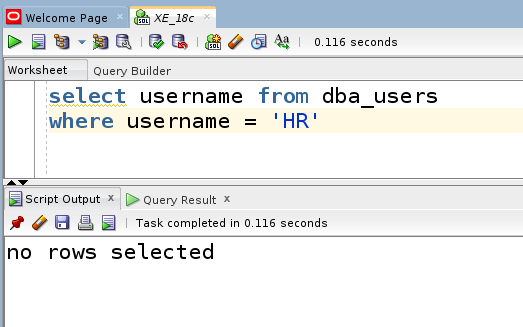 Welcome Page
XE_18c
0.116 seconds
Worksheet
Query Builder
select username from dba_users
where username = 'HR'
Script Output
Query Result
Task completed in 0.116 seconds
no rows selected